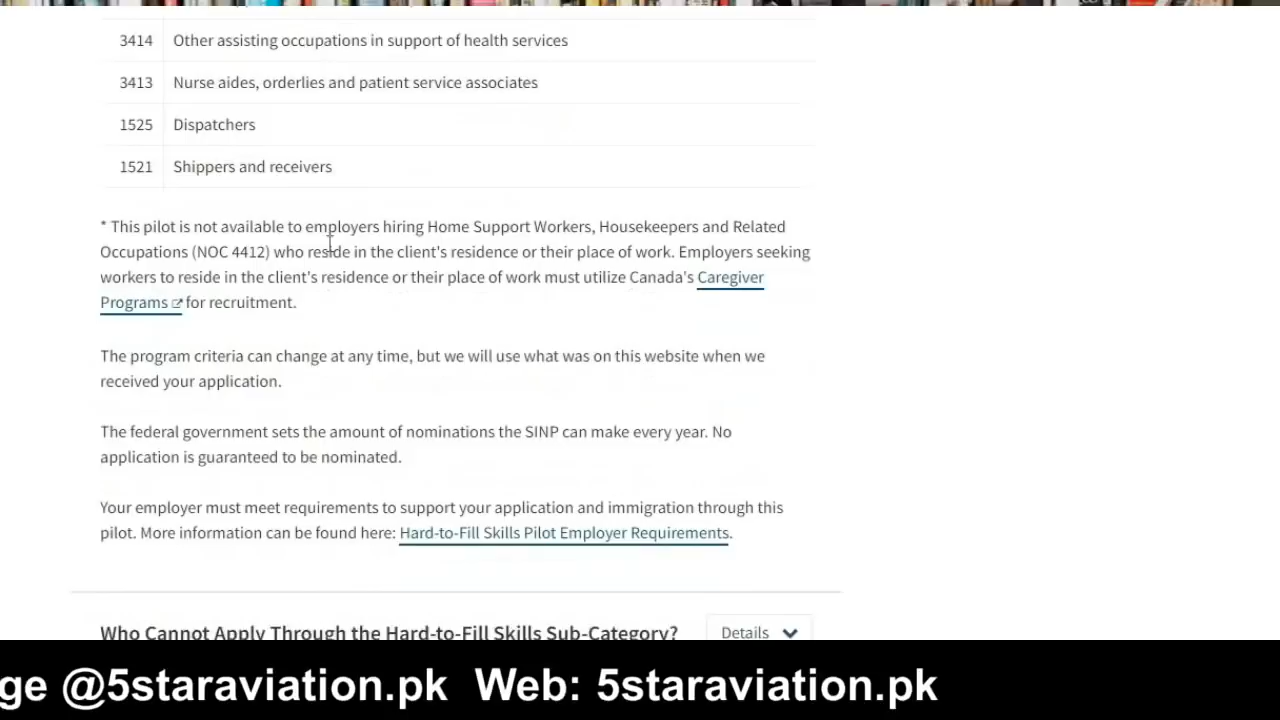 3414 Other assisting occupations in support of health services
3413 Nurse aides, orderlies and patient service associates
1525 Dispatchers
1521 Shippers and receivers
* This pilot is not available to employers hiring Home Support Workers, Housekeepers and Related
Occupations (NOC 4412) who reside in the client's residence or their place of work. Employers seeking
workers to reside in the client's residence or their place of work must utilize Canada's Caregiver
Programs for recruitment.
The program criteria can change at any time, but we will use what was on this website when we
received your application.
The federal government sets the amount of nominations the SINP can make every year. No
application is guaranteed to be nominated.
Your employer must meet requirements to support your application and immigration through this
pilot. More information can be found here: Hard-to-Fill Skills Pilot Employer Requirements.
Who Cannot Apply Through the Hard-to-Fill Skills Sub-Category? Details
ge @5staraviation.pk Web: 5staraviation.pk